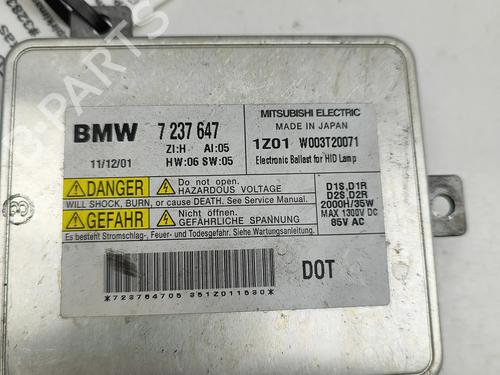 BMW 7 237 647
ZI:H AI:05
11/12/01 HW:06 SW:05
MITSUBISHI ELECTRIC
MADE IN JAPAN
1Z01 W003T20071
Electronic Ballast for HID Lamp
DANGER Do not open.
HAZARDOUS VOLTAGE
WILL SHOCK, BURN, or cause DEATH. See Service Manual.
GEFAHR Nicht öffnen.
GEFÄHRLICHE SPANNUNG
Es besteht Stromschlag-, Feuer- und Todesgefahr. Siehe Wartungsanleitung.
D1S,D1R
D2S,D2R
2000H/35W
MAX 1300V DC
85V AC
DOT
*723764705 351Z011530*